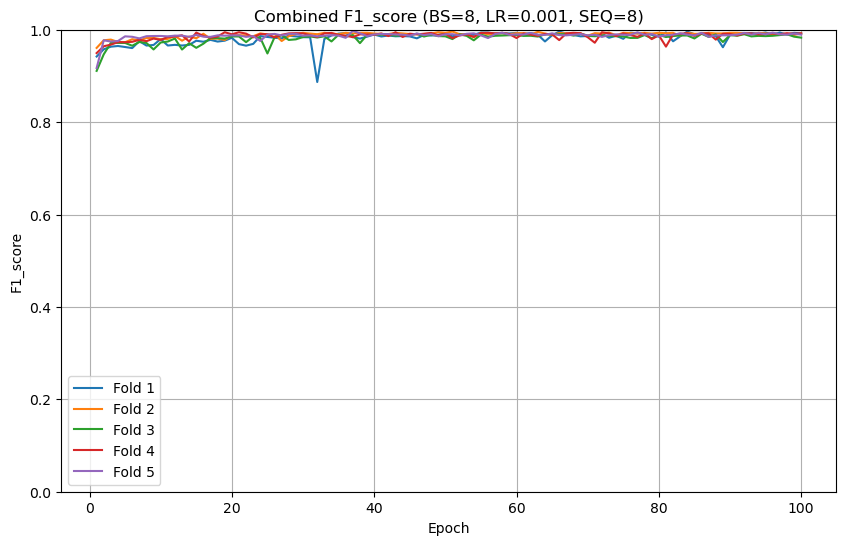 Combined F1_score (BS=8, LR=0.001, SEQ=8)
1.0
0.8
0.6
0.4
0.2
0.0
F1_score
Fold 1
Fold 2
Fold 3
Fold 4
Fold 5
0 20 40 60 80 100
Epoch